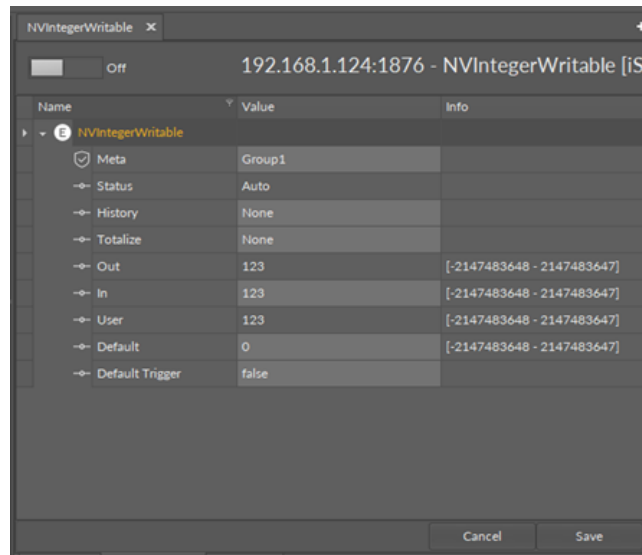 NVIntegerWritable ×
Off 192.168.1.124:1876 - NVIntegerWritable [iS
Name Value Info
E NVIntegerWritable
Meta Group1
Status Auto
History None
Totalize None
Out 123 [-2147483648 - 2147483647]
In 123 [-2147483648 - 2147483647]
User 123 [-2147483648 - 2147483647]
Default 0 [-2147483648 - 2147483647]
Default Trigger false
Cancel Save